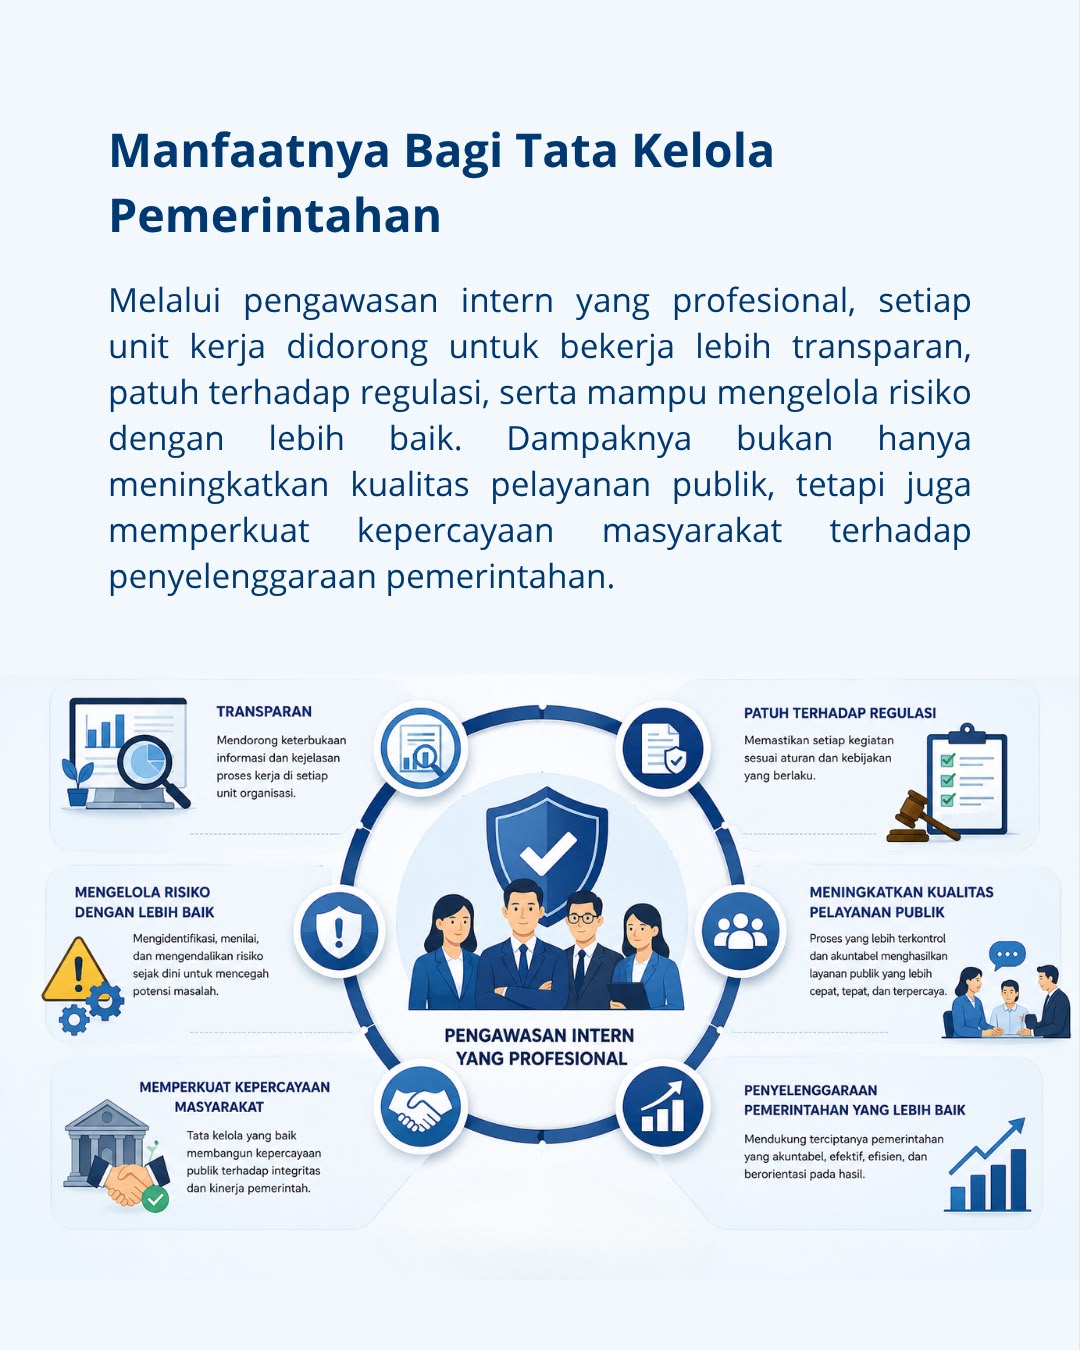 Manfaatnya Bagi Tata Kelola
Pemerintahan
Melalui pengawasan intern yang profesional, setiap
unit kerja didorong untuk bekerja lebih transparan,
patuh terhadap regulasi, serta mampu mengelola risiko
dengan lebih baik. Dampaknya bukan hanya
meningkatkan kualitas pelayanan publik, tetapi juga
memperkuat kepercayaan masyarakat terhadap
penyelenggaraan pemerintahan.
TRANSPARAN
Mendorong keterbukaan
informasi dan kejelasan
proses kerja di setiap
unit organisasi.
PATUH TERHADAP REGULASI
Memastikan setiap kegiatan
sesuai aturan dan kebijakan
yang berlaku.
MENGELOLA RISIKO
DENGAN LEBIH BAIK
Mengidentifikasi, menilai,
dan mengendalikan risiko
sejak dini untuk mencegah
potensi masalah.
MENINGKATKAN KUALITAS
PELAYANAN PUBLIK
Proses yang lebih terkontrol
dan akuntabel menghasilkan
layanan publik yang lebih
cepat, tepat, dan terpercaya.
PENGAWASAN INTERN
YANG PROFESIONAL
MEMPERKUAT KEPERCAYAAN
MASYARAKAT
Tata kelola yang baik
membangun kepercayaan
publik terhadap integritas
dan kinerja pemerintah.
PENYELENGGARAAN
PEMERINTAHAN YANG LEBIH BAIK
Mendukung terciptanya pemerintahan
yang akuntabel, efektif, efisien, dan
berorientasi pada hasil.